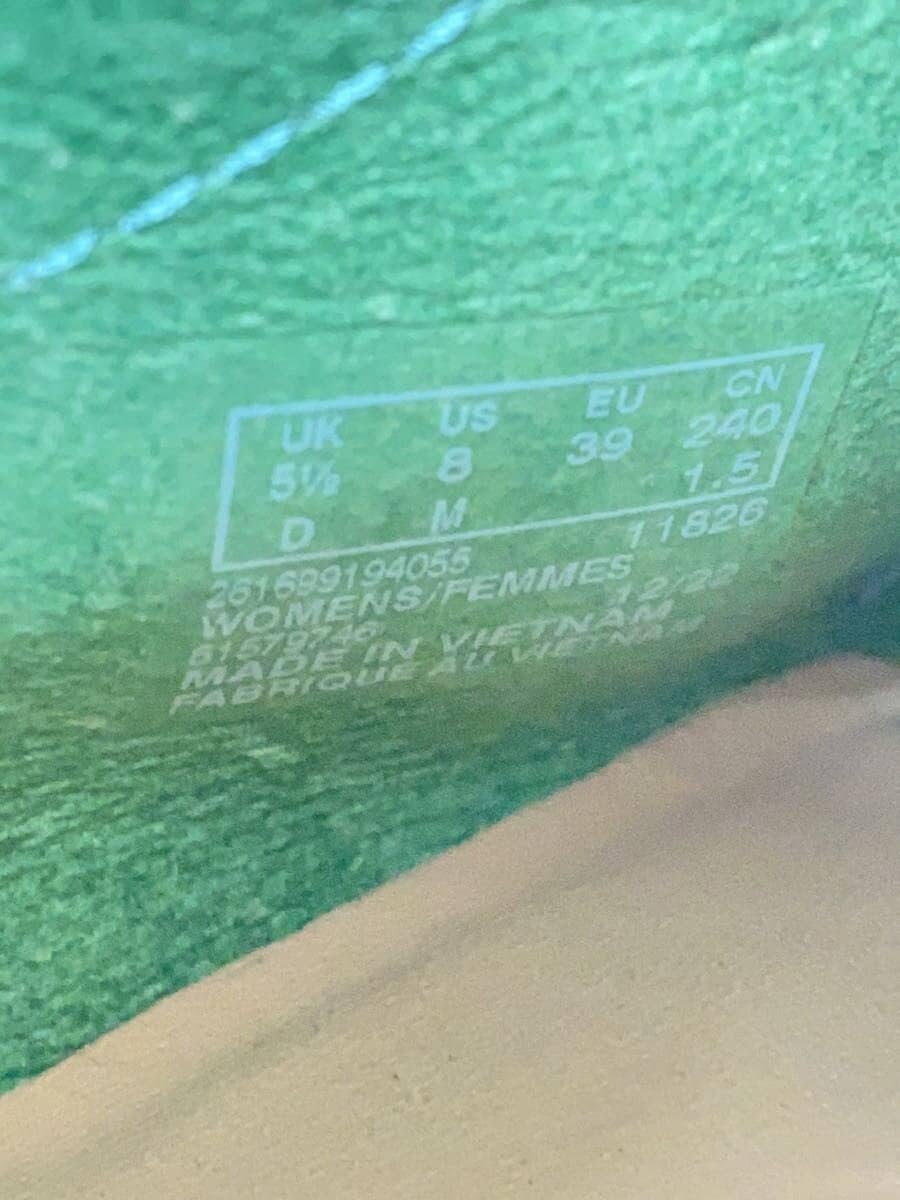 UK US EU CN
5½ 8 39 240
D M 1.5
261699194055 11826
WOMENS/FEMMES
61579746 12/22
MADE IN VIETNAM
FABRIQUE AU VIETNAM